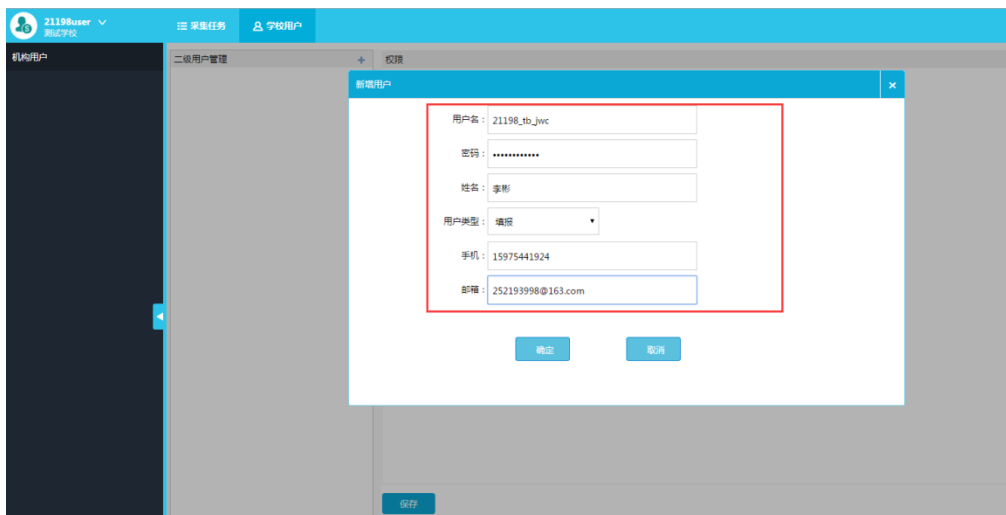 21198user
测试学校
采集任务
学校用户
机构用户
二级用户管理 +
权限
新增用户 ×
用户名： 21198_tb_jwc
密码： ••••••••••••
姓名： 李彬
用户类型： 填报
手机： 15975441924
邮箱： 252193998@163.com
确定
取消
保存